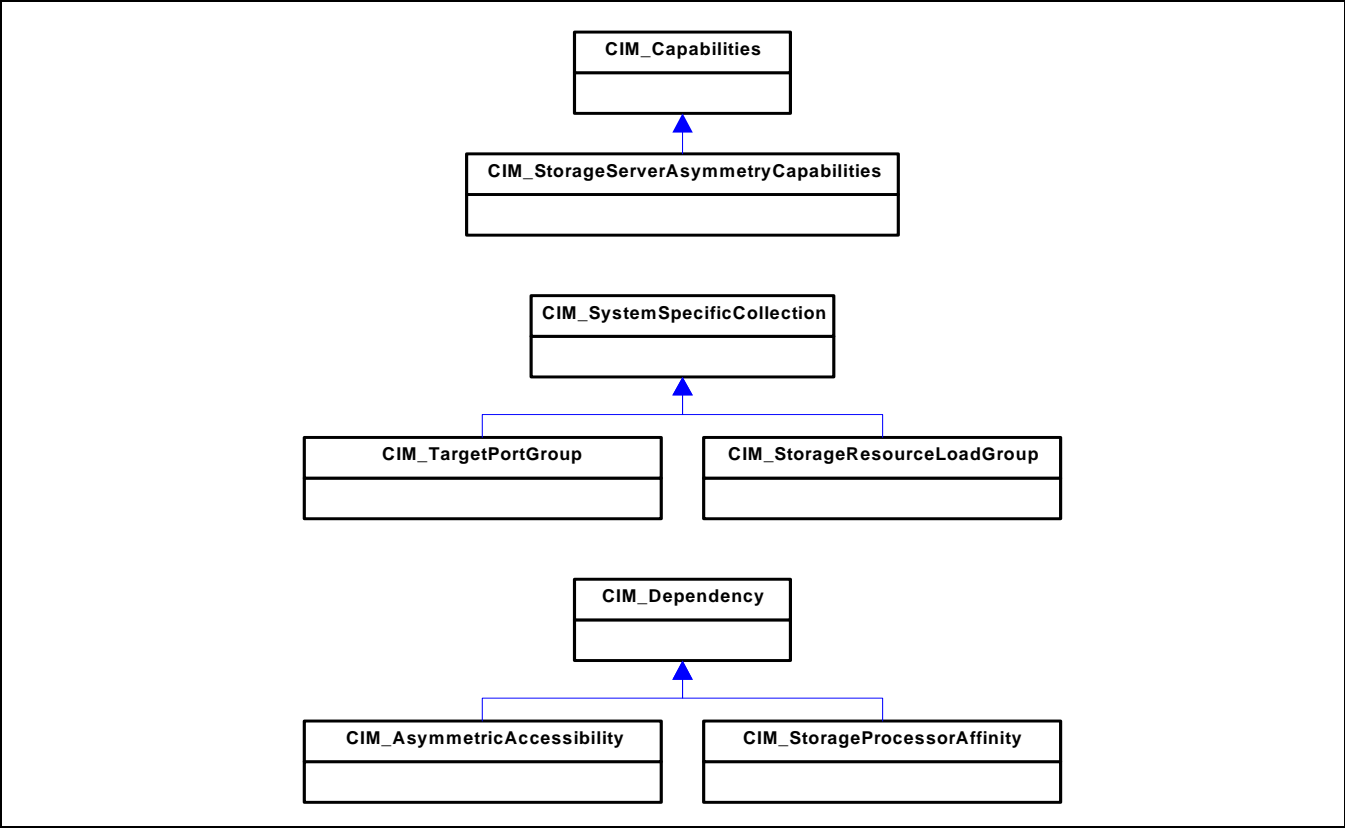 CIM_Capabilities
CIM_StorageServerAsymmetryCapabilities
CIM_SystemSpecificCollection
CIM_TargetPortGroup
CIM_StorageResourceLoadGroup
CIM_Dependency
CIM_AsymmetricAccessibility
CIM_StorageProcessorAffinity